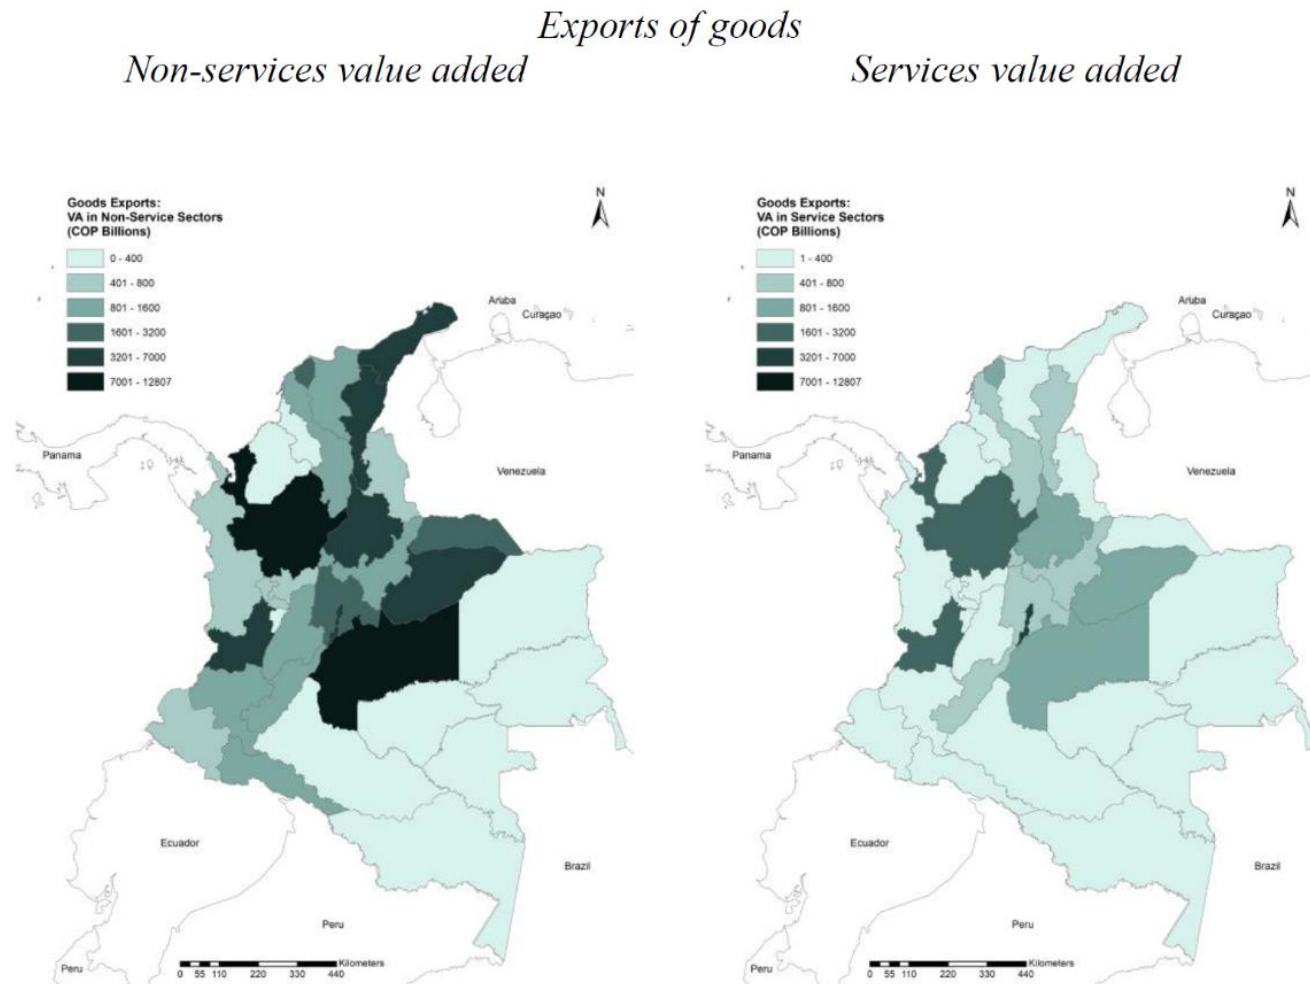 Exports of goods
Non-services value added
Services value added
Goods Exports:
VA in Non-Service Sectors
(COP Billions)
0 - 400
401 - 800
801 - 1600
1601 - 3200
3201 - 7000
7001 - 12807
N
Aruba
Curaçao
Panama
Venezuela
Ecuador
Brazil
Peru
Peru
Kilometers
0 55 110 220 330 440
Goods Exports:
VA in Service Sectors
(COP Billions)
1 - 400
401 - 800
801 - 1600
1601 - 3200
3201 - 7000
7001 - 12807
N
Aruba
Curaçao
Panama
Venezuela
Ecuador
Brazil
Peru
Peru
Kilometers
0 55 110 220 330 440